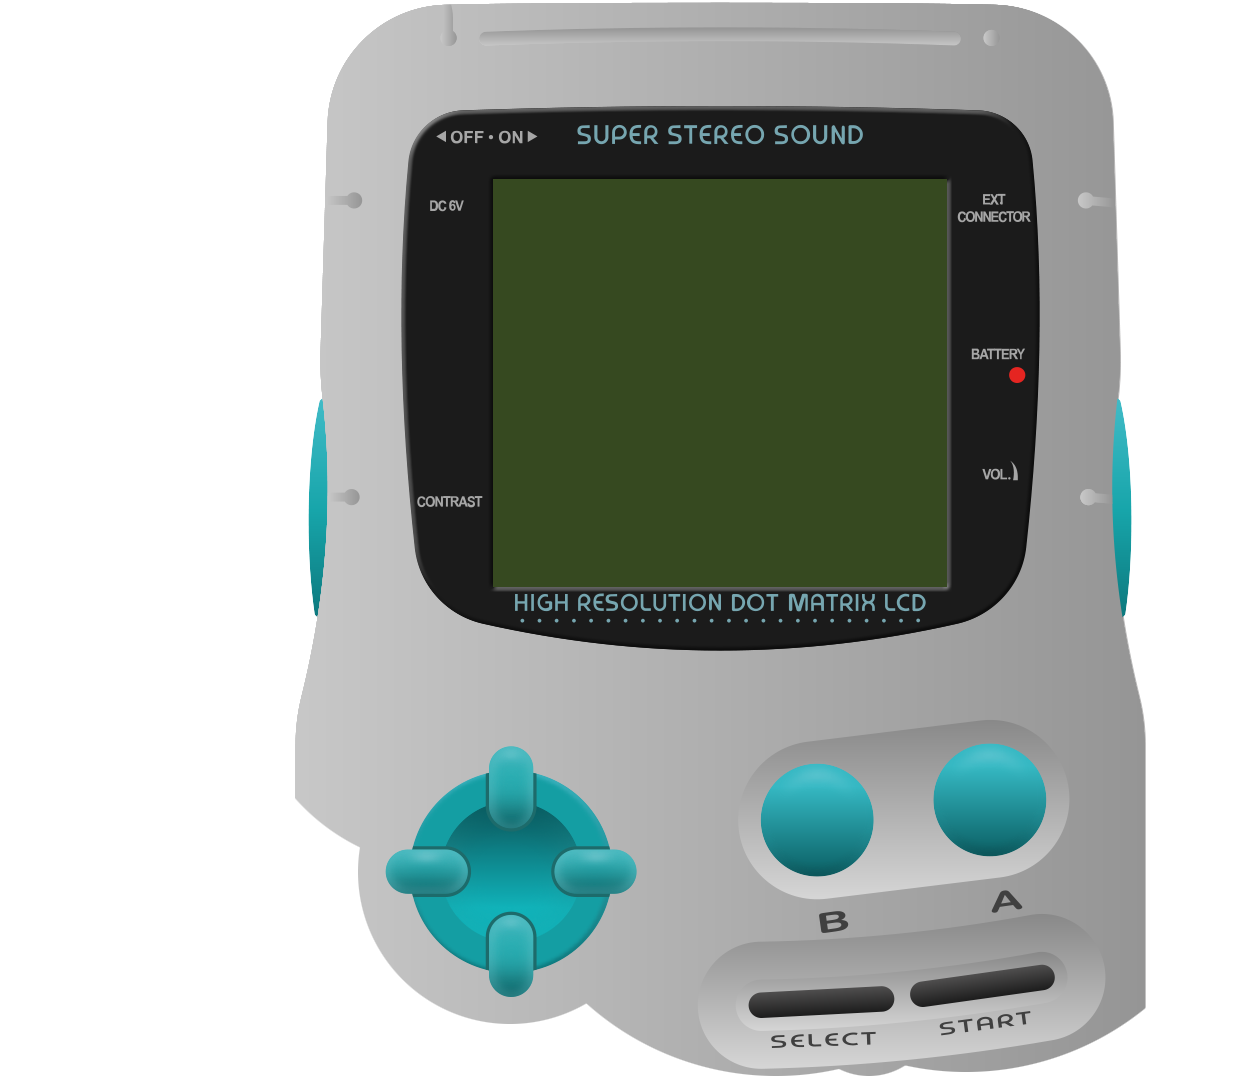 ◀ OFF • ON ▶
SUPER STEREO SOUND
DC 6V
EXT
CONNECTOR
BATTERY
VOL.
CONTRAST
HIGH RESOLUTION DOT MATRIX LCD
B
A
SELECT
START